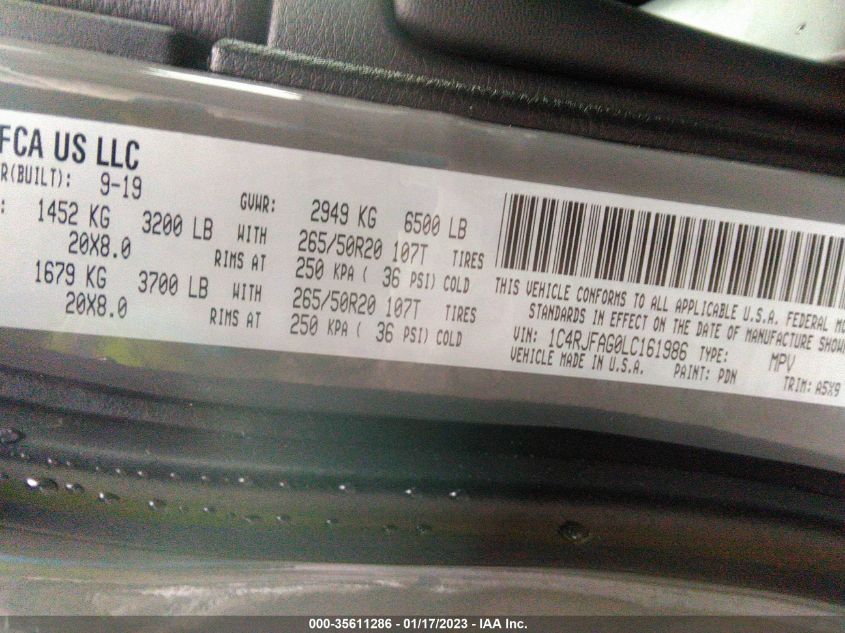 FCA US LLC
R(BUILT): 9-19 GVWR: 2949 KG 6500 LB
: 1452 KG 3200 LB WITH 265/50R20 107T TIRES
20X8.0 RIMS AT 250 KPA ( 36 PSI) COLD
1679 KG 3700 LB WITH 265/50R20 107T TIRES
20X8.0 RIMS AT 250 KPA ( 36 PSI) COLD
THIS VEHICLE CONFORMS TO ALL APPLICABLE U.S.A. FEDERAL MO
STANDARDS IN EFFECT ON THE DATE OF MANUFACTURE SHOWN
VIN: 1C4RJFAG0LC161986 TYPE: MPV
VEHICLE MADE IN U.S.A. PAINT: PDN TRIM: A5X9
000-35611286 - 01/17/2023 - IAA Inc.